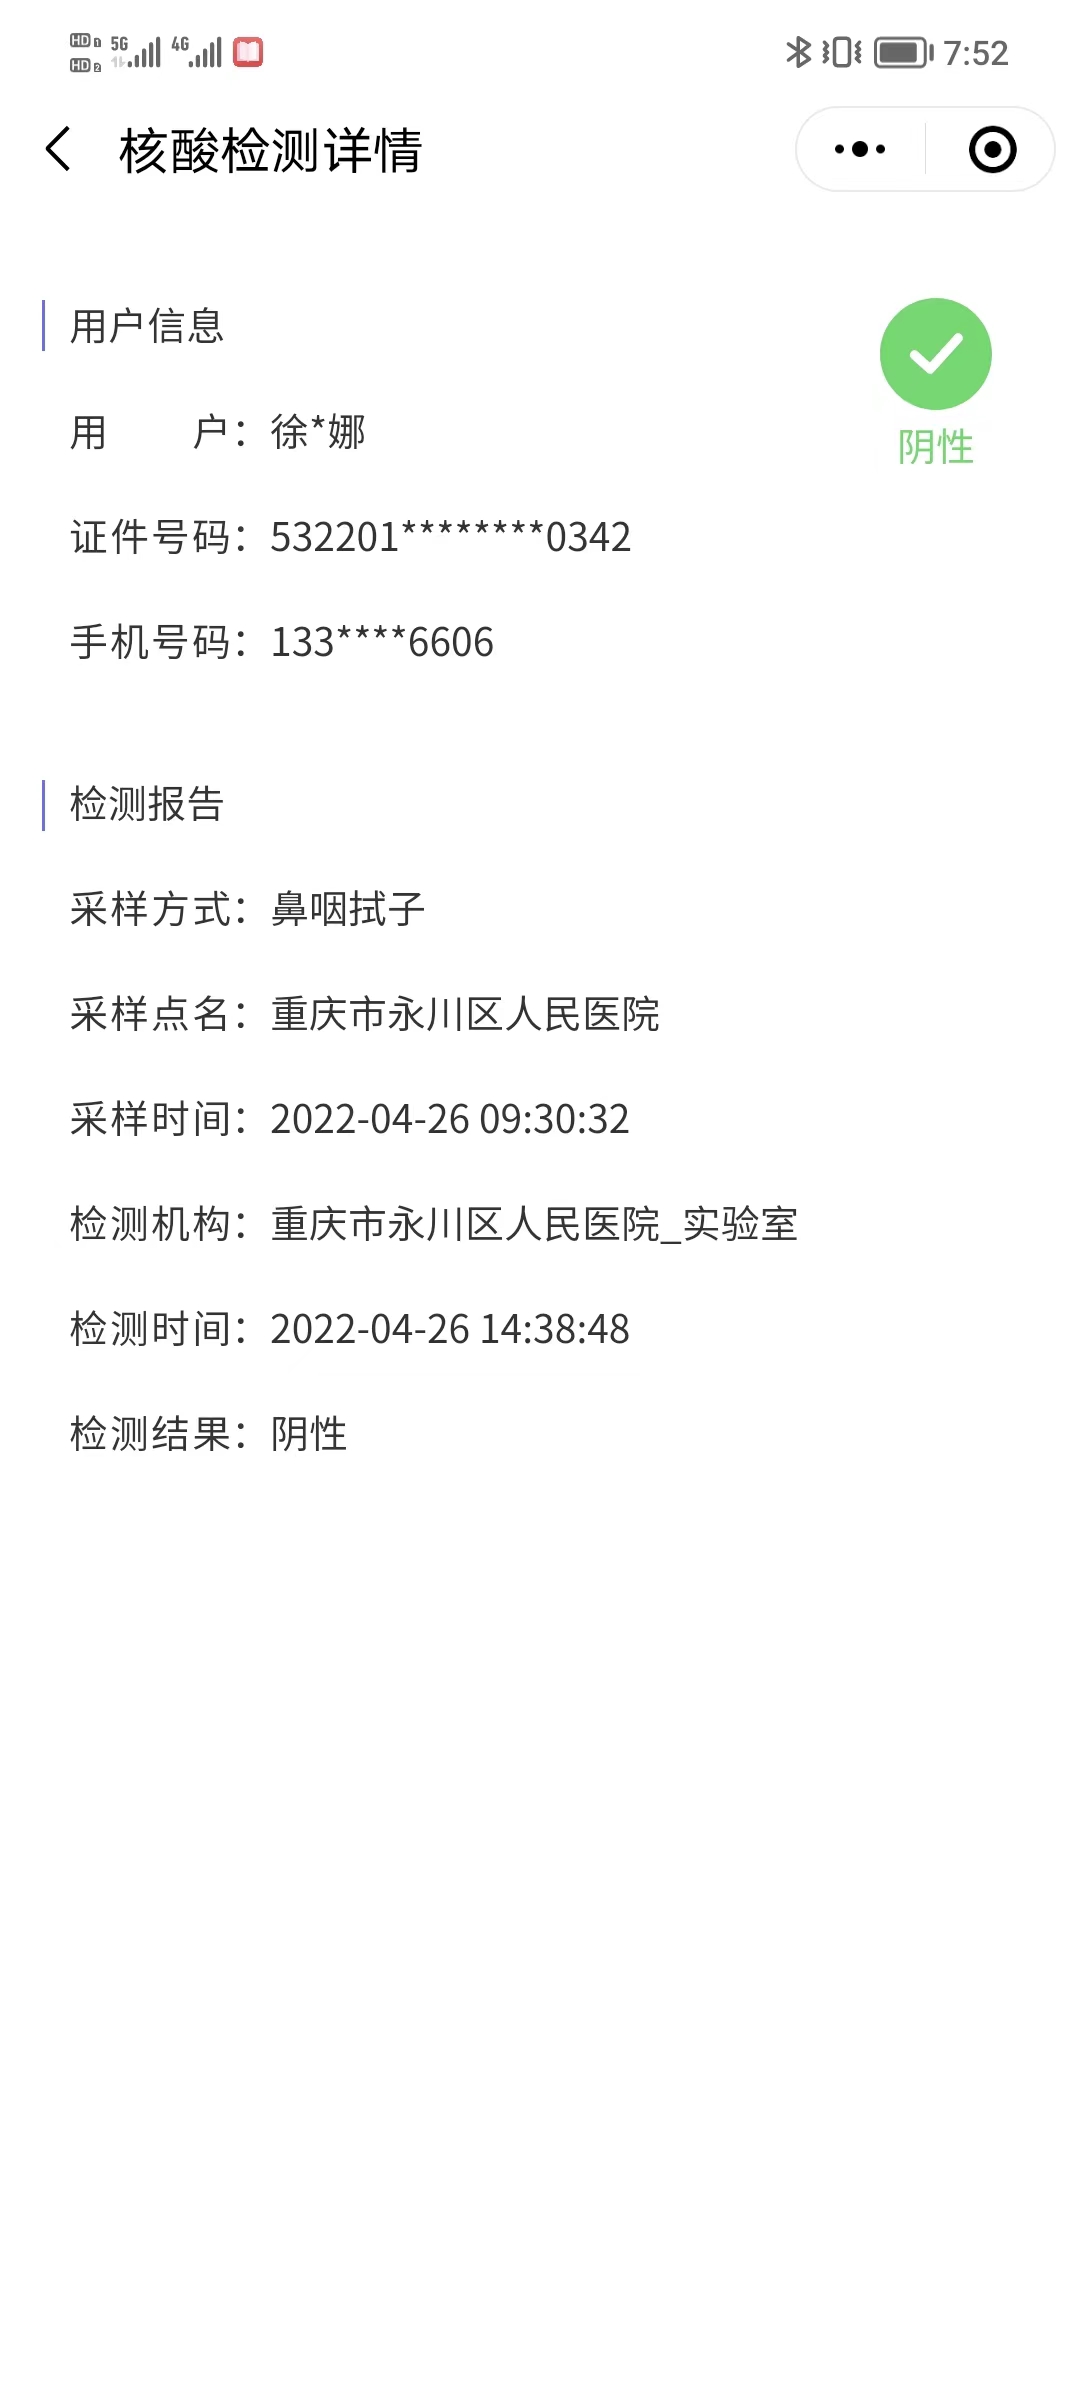 HD 1 5G 4G 7:52
HD 2
核酸检测详情
用户信息
用 户：徐*娜
阴性
证件号码：532201********0342
手机号码：133****6606
检测报告
采样方式：鼻咽拭子
采样点名：重庆市永川区人民医院
采样时间：2022-04-26 09:30:32
检测机构：重庆市永川区人民医院_实验室
检测时间：2022-04-26 14:38:48
检测结果：阴性